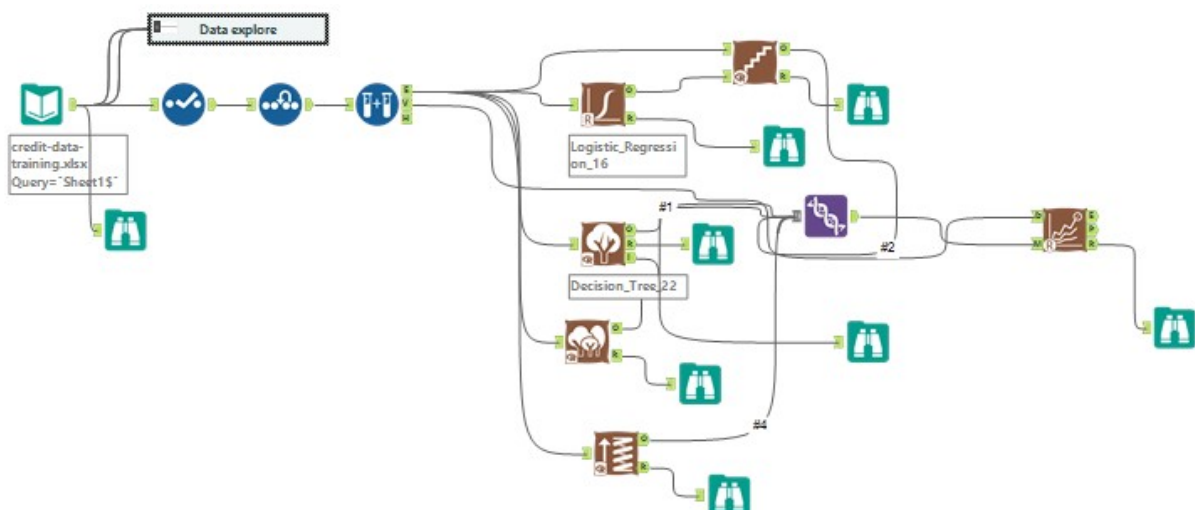 Data explore
credit-data-
training.xlsx
Query=`Sheet1$`
Logistic_Regressi
on_16
#1
#2
Decision_Tree_22
#4